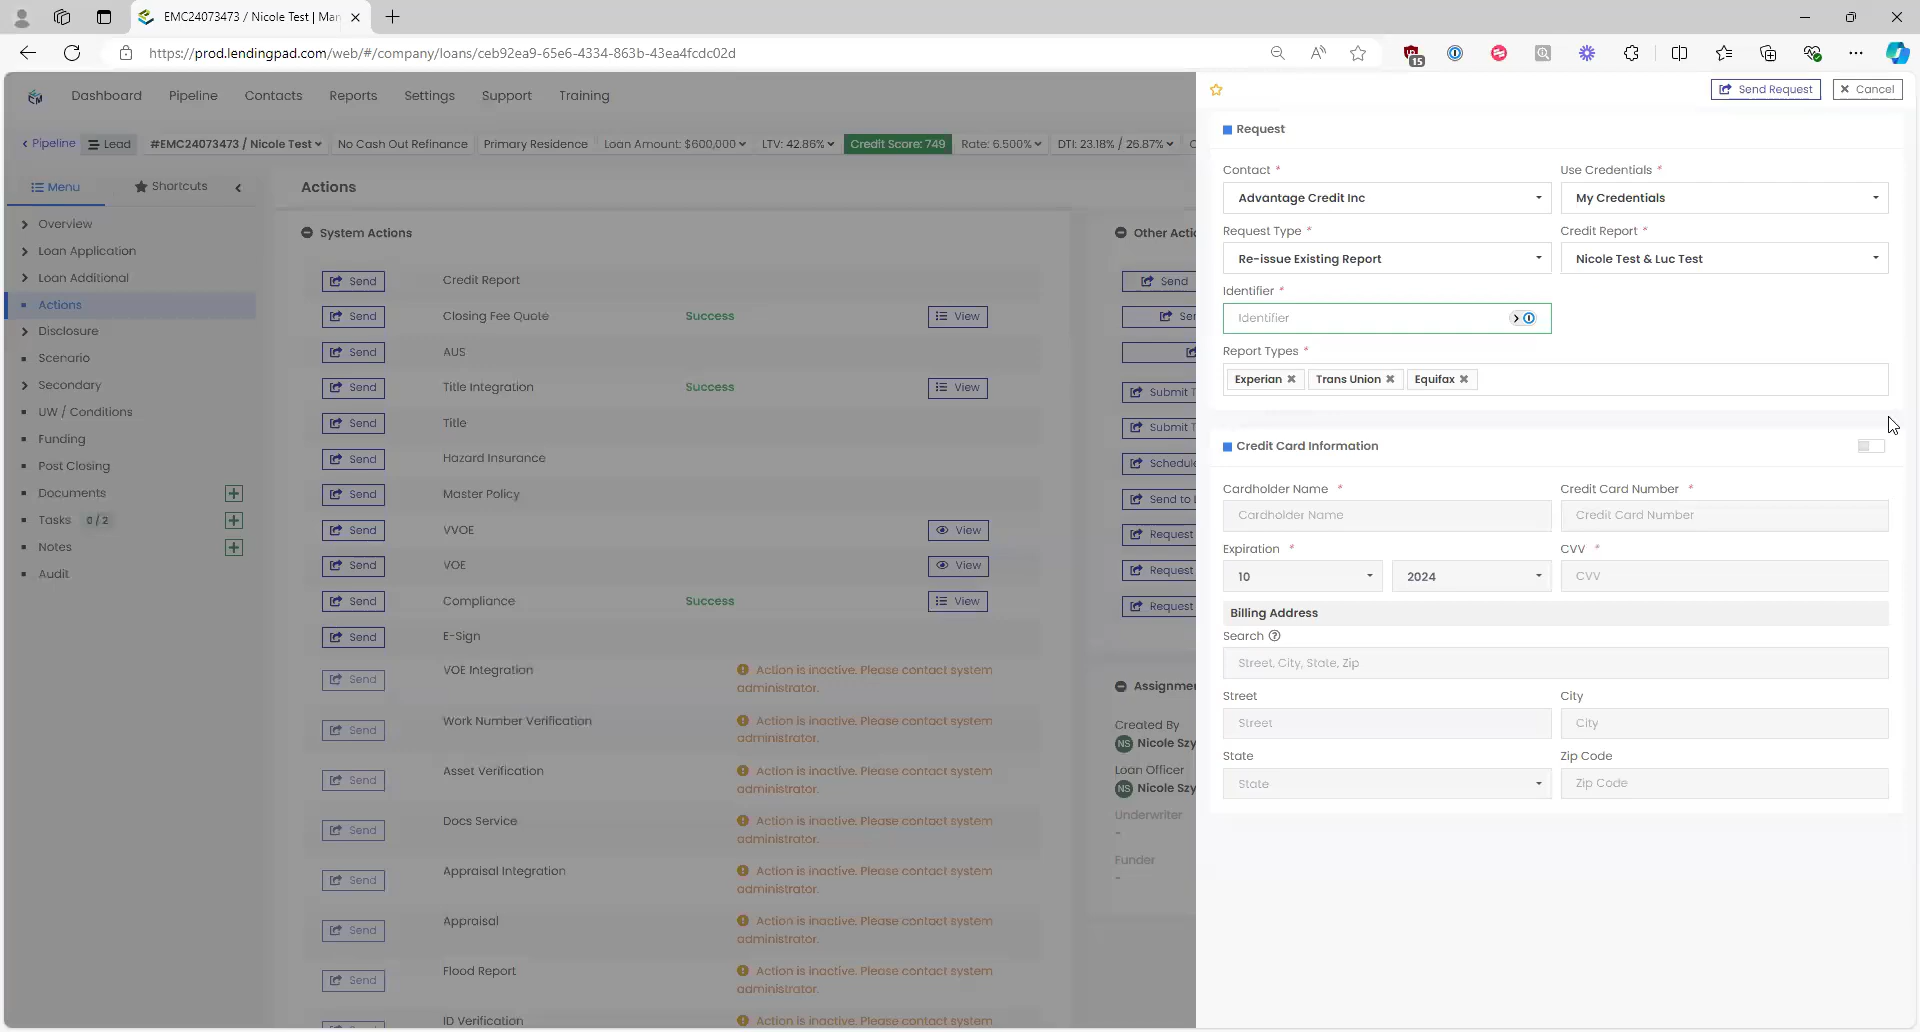 EMC24073473 / Nicole Test | Mar
https://prod.lendingpad.com/web/#/company/loans/ceb92ea9-65e6-4334-863b-43ea4fcdc02d
15
Dashboard Pipeline Contacts Reports Settings Support Training
Pipeline Lead #EMC24073473 / Nicole Test No Cash Out Refinance Primary Residence Loan Amount: $600,000 LTV: 42.86% Credit Score: 749 Rate: 6.500% DTI: 23.18% / 26.87%
Menu Shortcuts
Overview
Loan Application
Loan Additional
Actions
Disclosure
Scenario
Secondary
UW / Conditions
Funding
Post Closing
Documents
Tasks 0 / 2
Notes
Audit
Actions
System Actions
Send Credit Report
Send Closing Fee Quote Success View
Send AUS
Send Title Integration Success View
Send Title
Send Hazard Insurance
Send Master Policy
Send VVOE View
Send VOE View
Send Compliance Success View
Send E-Sign
Send VOE Integration Action is inactive. Please contact system
administrator.
Send Work Number Verification Action is inactive. Please contact system
administrator.
Send Asset Verification Action is inactive. Please contact system
administrator.
Send Docs Service Action is inactive. Please contact system
administrator.
Send Appraisal Integration Action is inactive. Please contact system
administrator.
Send Appraisal Action is inactive. Please contact system
administrator.
Send Flood Report Action is inactive. Please contact system
administrator.
ID Verification Action is inactive. Please contact system
Other Actio
Send
Ser
Submit T
Submit T
Schedule
Send to L
Request
Request
Request
Assignmen
Created By
NS Nicole Szy
Loan Officer
NS Nicole Szy
Underwriter
-
Funder
-
Send Request Cancel
Request
Contact * Use Credentials *
Advantage Credit Inc My Credentials
Request Type * Credit Report *
Re-issue Existing Report Nicole Test & Luc Test
Identifier *
Identifier
Report Types *
Experian Trans Union Equifax
Credit Card Information
Cardholder Name * Credit Card Number *
Cardholder Name Credit Card Number
Expiration * CVV *
10 2024 CVV
Billing Address
Search
Street, City, State, Zip
Street City
Street City
State Zip Code
State Zip Code